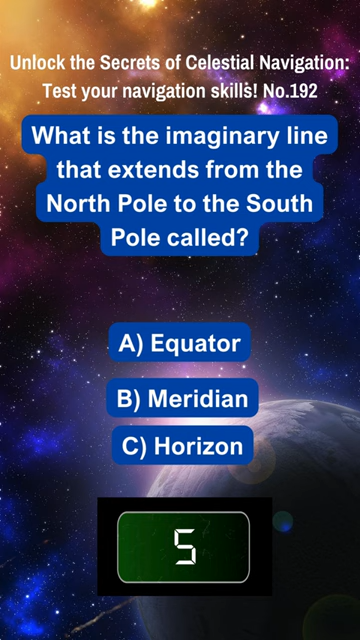 Unlock the Secrets of Celestial Navigation:
Test your navigation skills! No.192
What is the imaginary line
that extends from the
North Pole to the South
Pole called?
A) Equator
B) Meridian
C) Horizon
5